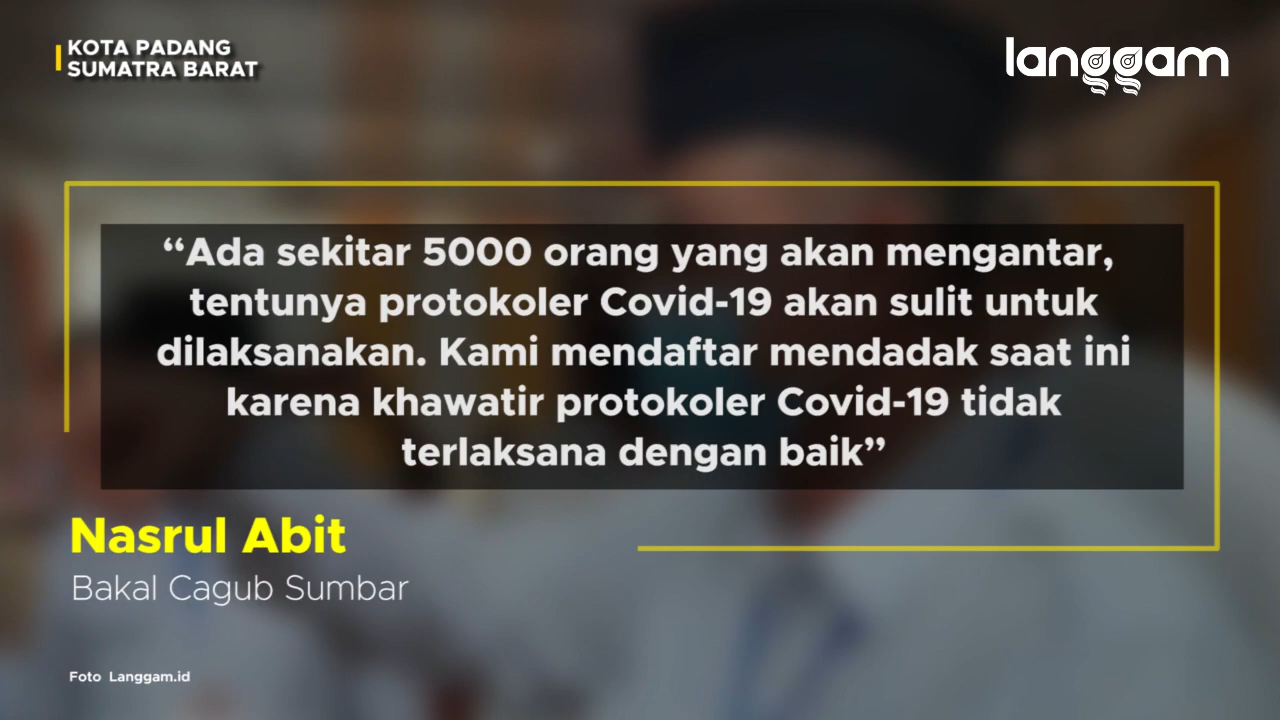 KOTA PADANG
SUMATRA BARAT
langgam
“Ada sekitar 5000 orang yang akan mengantar,
tentunya protokoler Covid-19 akan sulit untuk
dilaksanakan. Kami mendaftar mendadak saat ini
karena khawatir protokoler Covid-19 tidak
terlaksana dengan baik”
Nasrul Abit
Bakal Cagub Sumbar
Foto Langgam.id